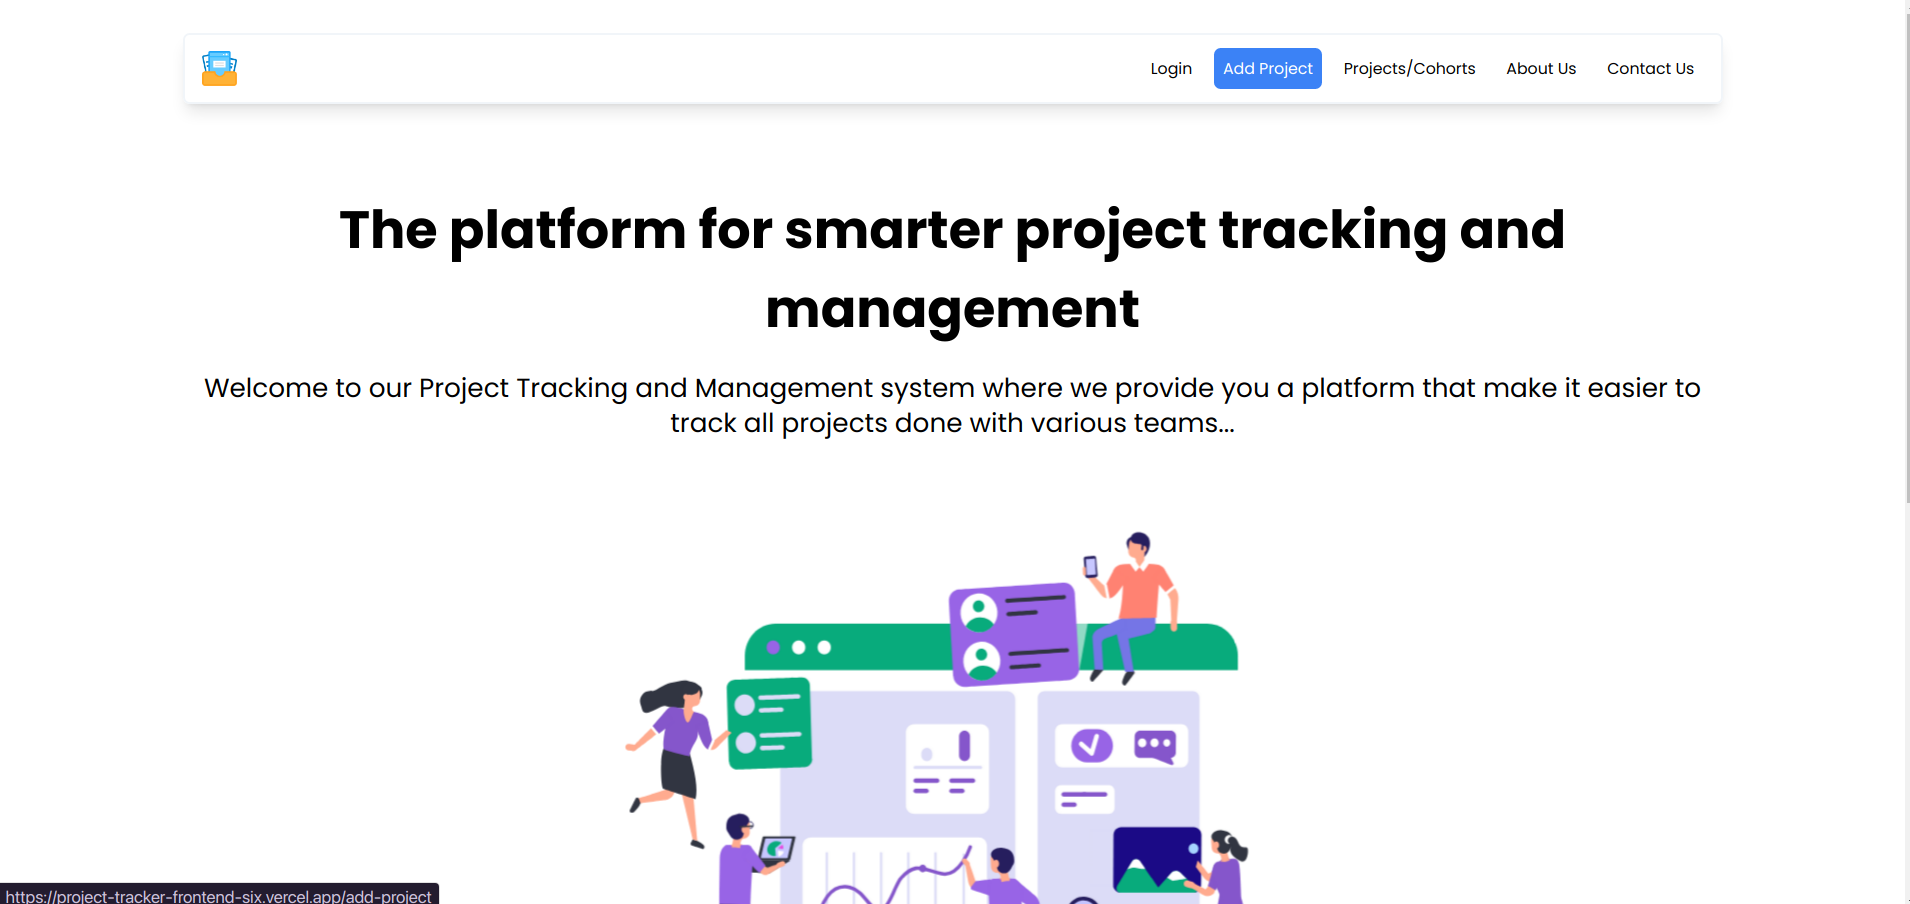 Login Add Project Projects/Cohorts About Us Contact Us
The platform for smarter project tracking and
management
Welcome to our Project Tracking and Management system where we provide you a platform that make it easier to
track all projects done with various teams...
https://project-tracker-frontend-six.vercel.app/add-project